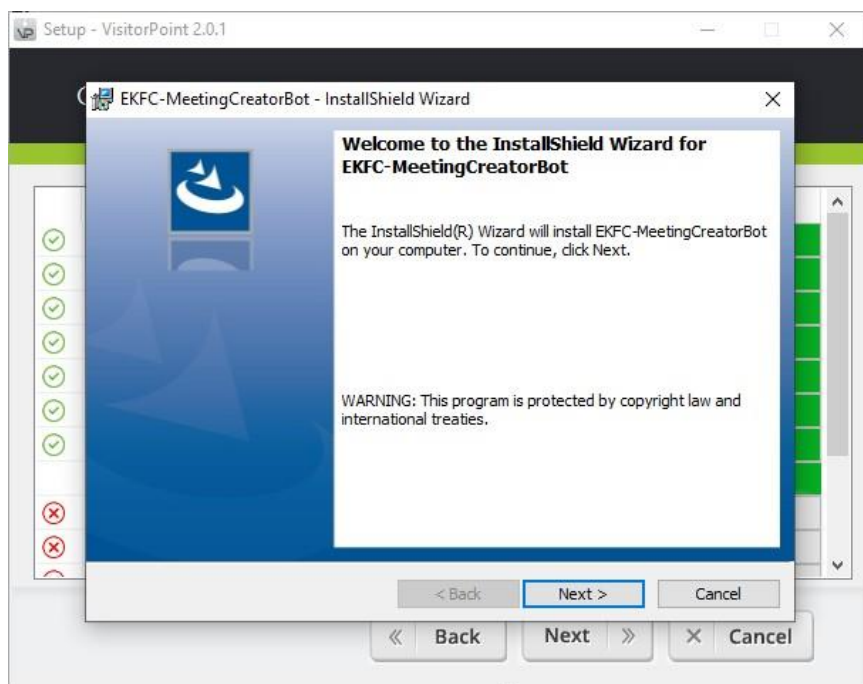 Setup - VisitorPoint 2.0.1
EKFC-MeetingCreatorBot - InstallShield Wizard
Welcome to the InstallShield Wizard for
EKFC-MeetingCreatorBot
The InstallShield(R) Wizard will install EKFC-MeetingCreatorBot
on your computer. To continue, click Next.
WARNING: This program is protected by copyright law and
international treaties.
< Back Next > Cancel
Back Next Cancel